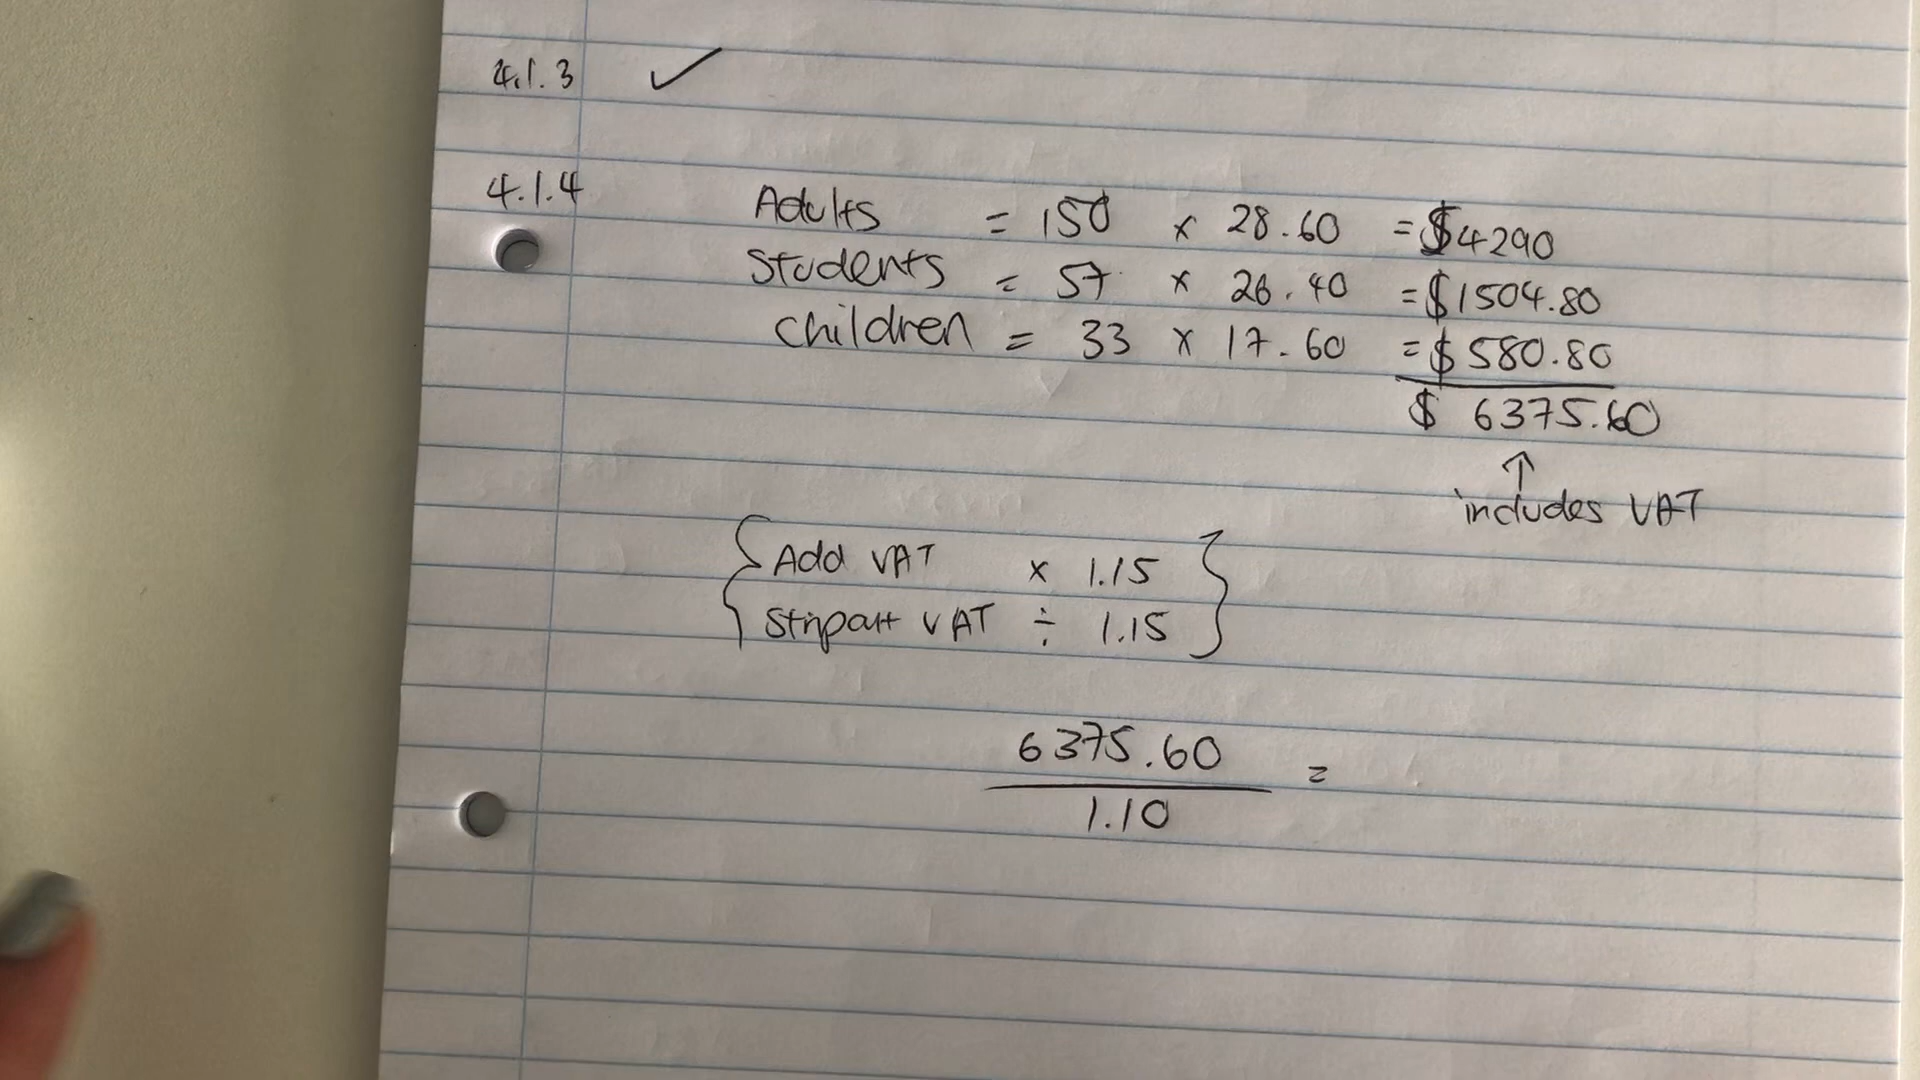 4.1.3 ✓
4.1.4 Adults = 150 × 28.60 = $4290
Students = 57 × 26.40 = $1504.80
children = 33 × 17.60 = $580.80
$ 6375.60
↑
includes VAT
{ Add VAT × 1.15 }
{ Strip out VAT ÷ 1.15 }
6375.60 =
1.10